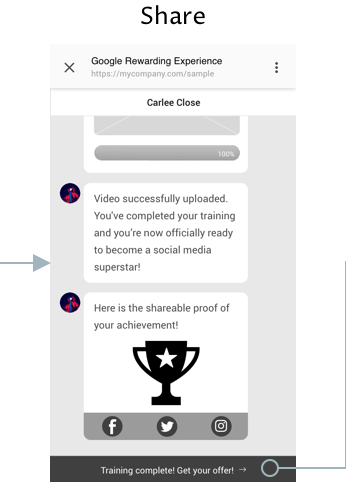 Share
Google Rewarding Experience
https://mycompany.com/sample
Carlee Close
100%
Video successfully uploaded.
You've completed your training
and you're now officially ready
to become a social media
superstar!
Here is the shareable proof of
your achievement!
Training complete! Get your offer! →